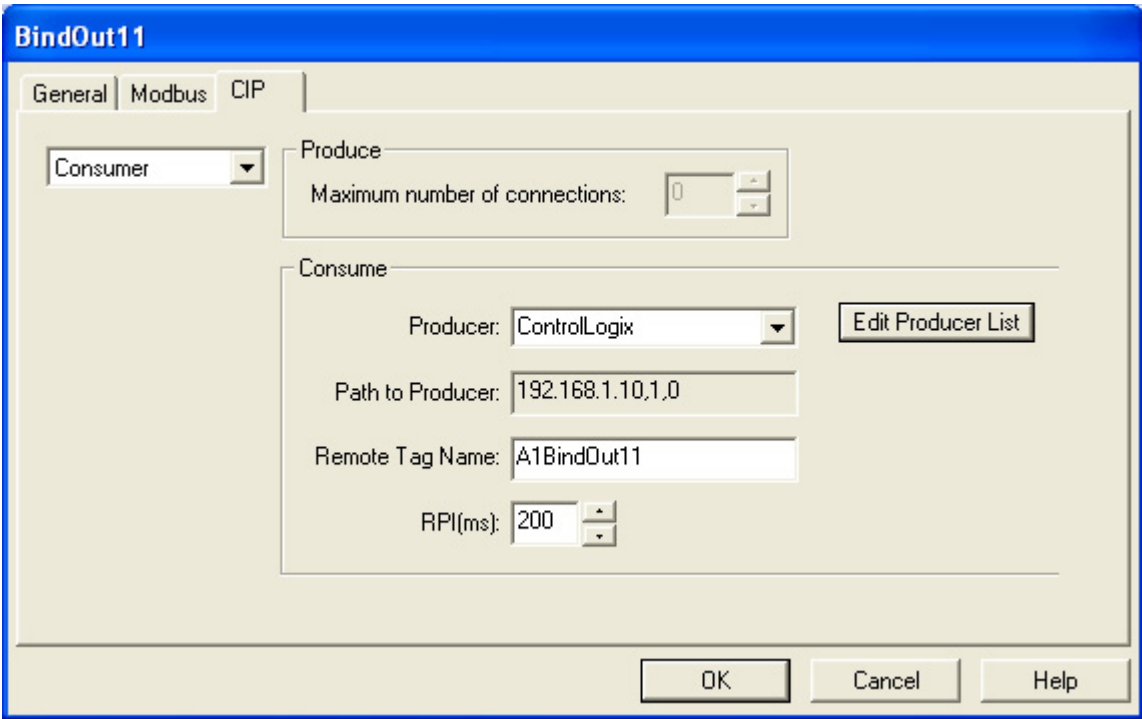 BindOut11
General Modbus CIP
Consumer
Produce
Maximum number of connections: 0
Consume
Producer: ControlLogix Edit Producer List
Path to Producer: 192.168.1.10,1,0
Remote Tag Name: A1BindOut11
RPI(ms): 200
OK Cancel Help